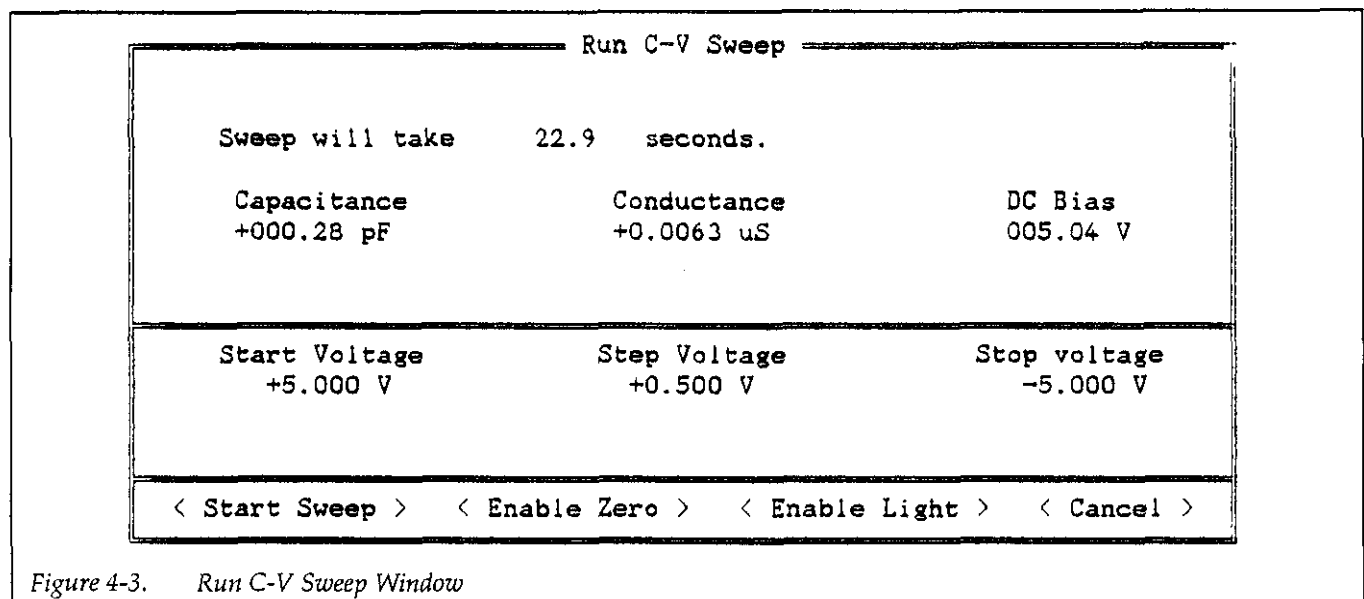 Run C-V Sweep
Sweep will take 22.9 seconds.
Capacitance Conductance DC Bias
+000.28 pF +0.0063 uS 005.04 V
Start Voltage Step Voltage Stop voltage
+5.000 V +0.500 V -5.000 V
< Start Sweep > < Enable Zero > < Enable Light > < Cancel >
Figure 4-3. Run C-V Sweep Window